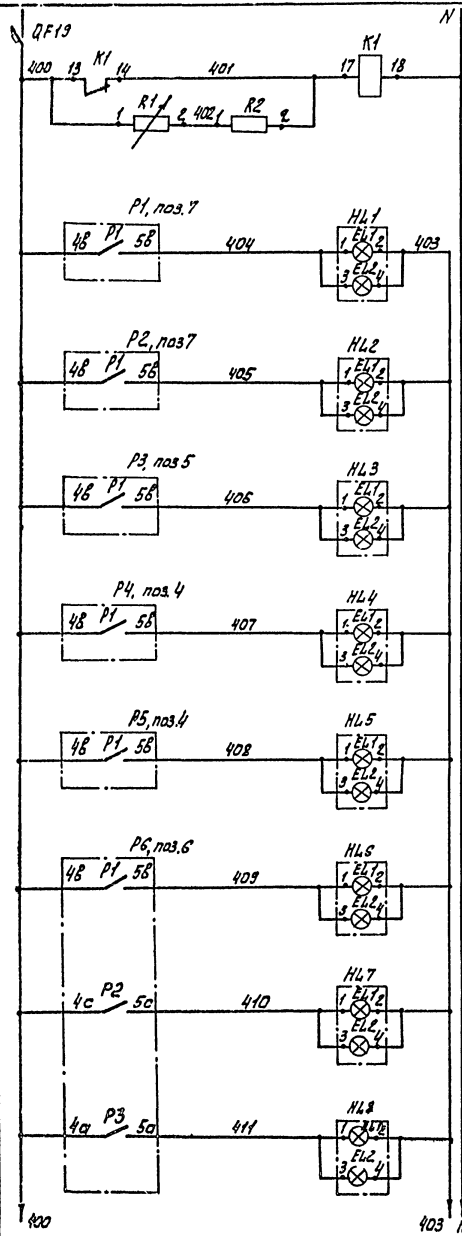 N
QF19
K1
400 13 14 401 17 18
K1
1 R1 2 402 1 R2 2
P1, поз.7
HL1
4в P1 5в 404 1 EL1 2 403
3 EL2 4
P2, поз7
HL2
4в P1 5в 405 1 EL1 2
3 EL2 4
P3, поз5
HL3
4в P1 5в 406 1 EL1 2
3 EL2 4
P4, поз.4
HL4
4в P1 5в 407 1 EL1 2
3 EL2 4
P5, поз.4
HL5
4в P1 5в 408 1 EL1 2
3 EL2 4
P6, поз.6
HL6
4в P1 5в 409 1 EL1 2
3 EL2 4
HL7
4с P2 5с 410 1 EL1 2
3 EL2 4
HL8
4а P3 5а 411 1 EL1 2
3 EL2 4
400 403